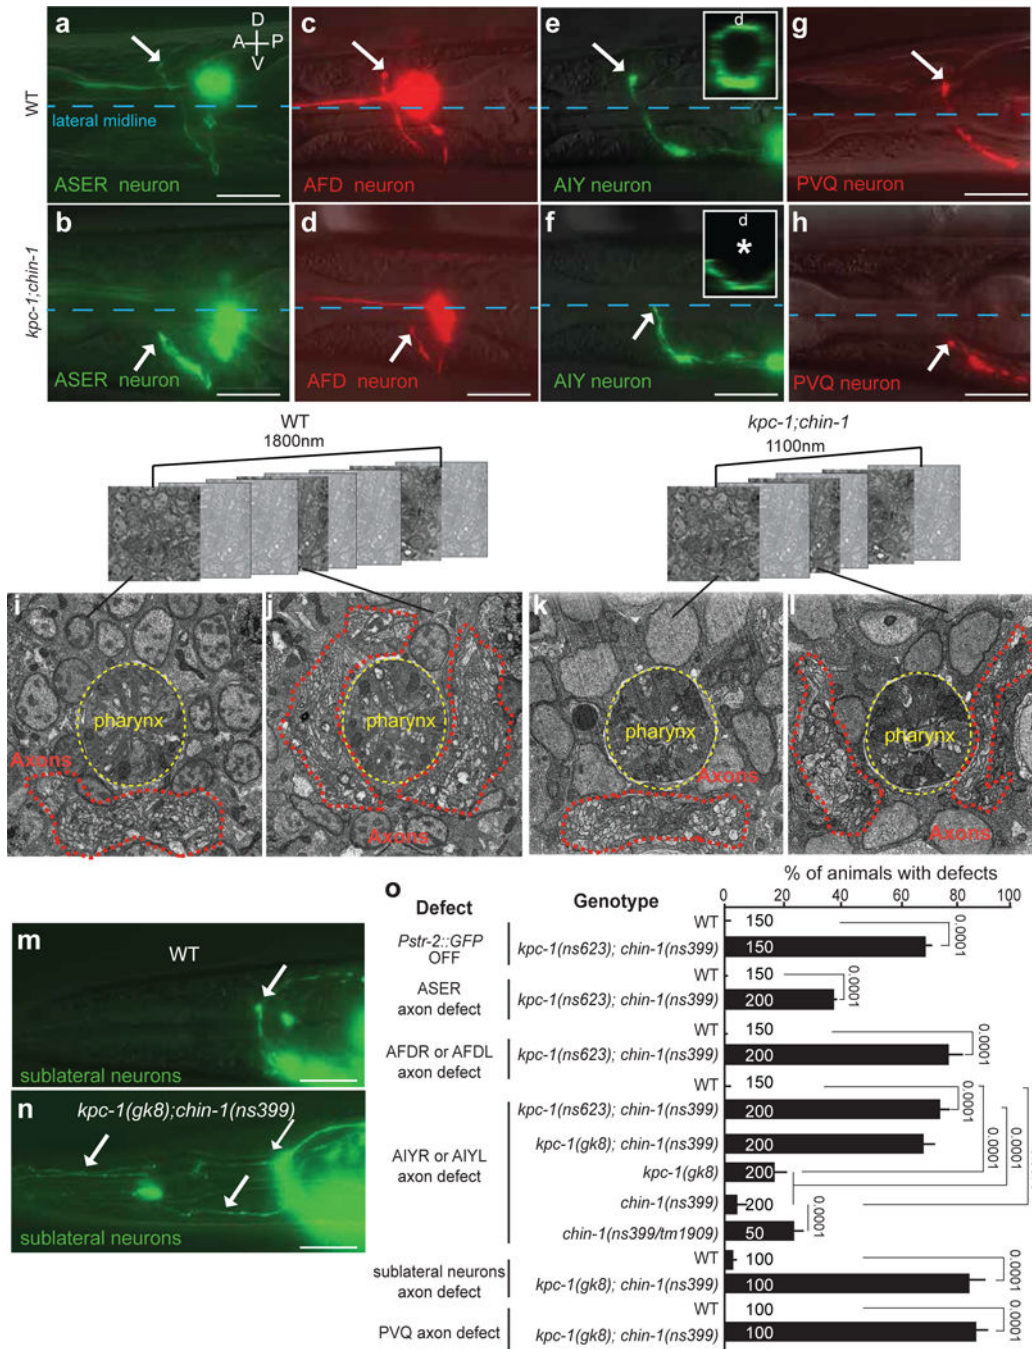 a
D
A P
V
WT
lateral midline
ASER neuron
c
AFD neuron
e
d
AIY neuron
g
PVQ neuron
b
kpc-1;chin-1
ASER neuron
d
AFD neuron
f
d
*
AIY neuron
h
PVQ neuron
WT
1800nm
kpc-1;chin-1
1100nm
i
pharynx
Axons
j
pharynx
Axons
k
pharynx
Axons
l
pharynx
Axons
m
WT
sublateral neurons
n
kpc-1(gk8);chin-1(ns399)
sublateral neurons
o
% of animals with defects
Defect
Genotype
0 20 40 60 80 100
Pstr-2::GFP
OFF
WT 150
kpc-1(ns623); chin-1(ns399) 150
0.0001
ASER
axon defect
WT 150
kpc-1(ns623); chin-1(ns399) 200
0.0001
AFDR or AFDL
axon defect
WT 150
kpc-1(ns623); chin-1(ns399) 200
0.0001
AIYR or AIYL
axon defect
WT 150
kpc-1(ns623); chin-1(ns399) 200
0.0001
kpc-1(gk8); chin-1(ns399) 200
kpc-1(gk8) 200
0.0001
0.0001
chin-1(ns399) 200
chin-1(ns399/tm1909) 50
0.0001
sublateral neurons
axon defect
WT 100
kpc-1(gk8); chin-1(ns399) 100
0.0001
PVQ axon defect
WT 100
kpc-1(gk8); chin-1(ns399) 100
0.0001